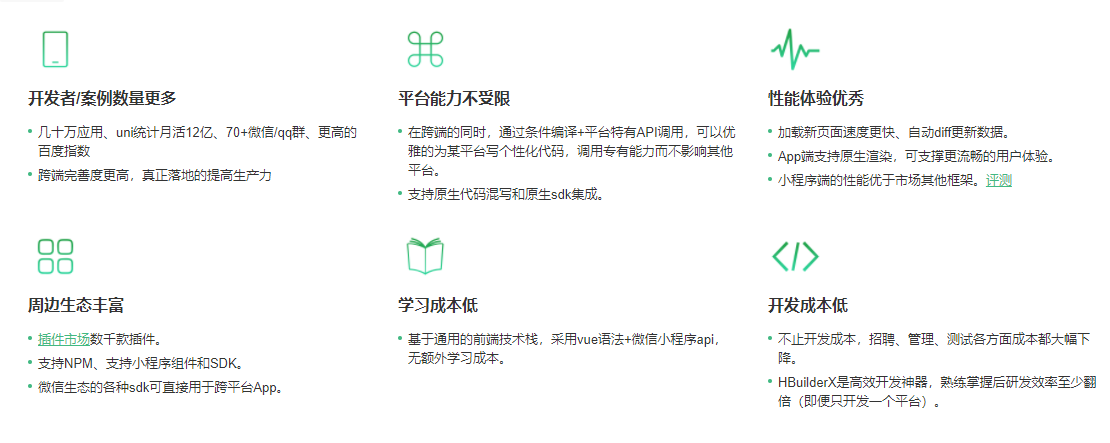 开发者/案例数量更多
几十万应用、uni统计月活12亿、70+微信/qq群、更高的
百度指数
跨端完善度更高，真正落地的提高生产力
平台能力不受限
在跨端的同时，通过条件编译+平台特有API调用，可以优
雅的为某平台写个性化代码，调用专有能力而不影响其他
平台。
支持原生代码混写和原生sdk集成。
性能体验优秀
加载新页面速度更快、自动diff更新数据。
App端支持原生渲染，可支撑更流畅的用户体验。
小程序端的性能优于市场其他框架。评测
周边生态丰富
插件市场数千款插件。
支持NPM、支持小程序组件和SDK。
微信生态的各种sdk可直接用于跨平台App。
学习成本低
基于通用的前端技术栈，采用vue语法+微信小程序api，
无额外学习成本。
开发成本低
不止开发成本，招聘、管理、测试各方面成本都大幅下
降。
HBuilderX是高效开发神器，熟练掌握后研发效率至少翻
倍（即便只开发一个平台）。